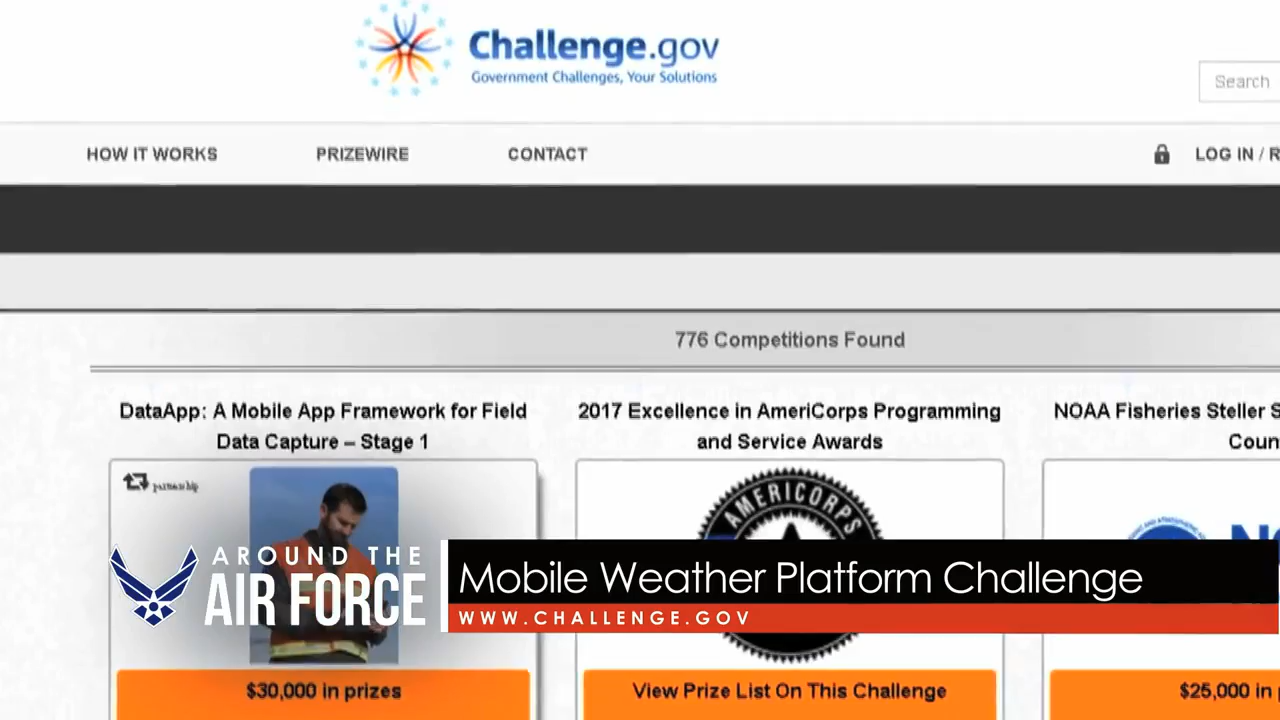 Challenge.gov
Government Challenges, Your Solutions
Search
HOW IT WORKS
PRIZEWIRE
CONTACT
LOG IN / R
776 Competitions Found
DataApp: A Mobile App Framework for Field
Data Capture – Stage 1
2017 Excellence in AmeriCorps Programming
and Service Awards
NOAA Fisheries Steller S
Coun
partnership
AMERICORPS
AROUND THE
AIR FORCE
Mobile Weather Platform Challenge
WWW.CHALLENGE.GOV
$30,000 in prizes
View Prize List On This Challenge
$25,000 in p